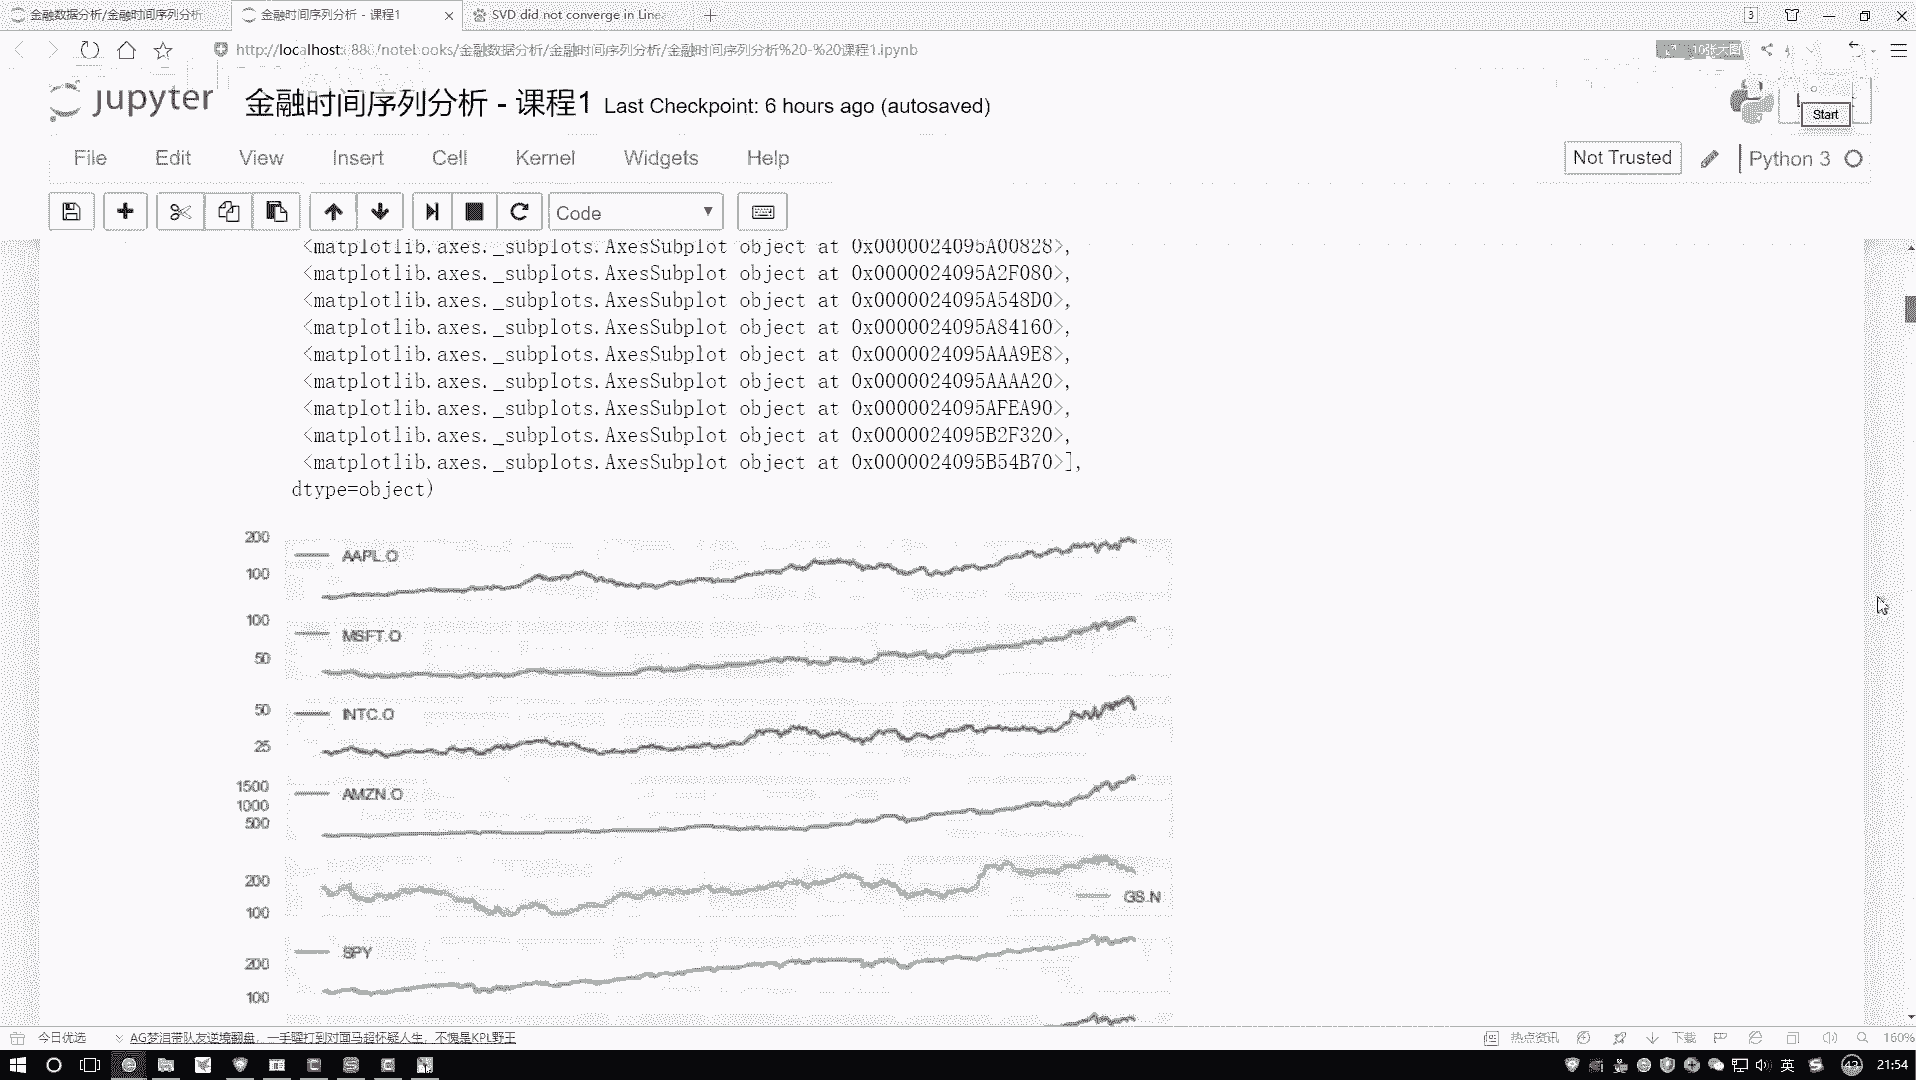 金融数据分析/金融时间序列分析
金融时间序列分析 - 课程1
SVD did not converge in Linea
3
http://localhost:888/notebooks/金融数据分析/金融时间序列分析/金融时间序列分析%20-%20课程1.ipynb
10张大图
jupyter
金融时间序列分析 - 课程1 Last Checkpoint: 6 hours ago (autosaved)
Start
File Edit View Insert Cell Kernel Widgets Help
Not Trusted
Python 3
Code
<matplotlib.axes._subplots.AxesSubplot object at 0x0000024095A00828>,
<matplotlib.axes._subplots.AxesSubplot object at 0x0000024095A2F080>,
<matplotlib.axes._subplots.AxesSubplot object at 0x0000024095A548D0>,
<matplotlib.axes._subplots.AxesSubplot object at 0x0000024095A84160>,
<matplotlib.axes._subplots.AxesSubplot object at 0x0000024095AAA9E8>,
<matplotlib.axes._subplots.AxesSubplot object at 0x0000024095AAAA20>,
<matplotlib.axes._subplots.AxesSubplot object at 0x0000024095AFEA90>,
<matplotlib.axes._subplots.AxesSubplot object at 0x0000024095B2F320>,
<matplotlib.axes._subplots.AxesSubplot object at 0x0000024095B54B70>],
dtype=object)
200
AAPL.O
100
100
MSFT.O
50
50
INTC.O
25
1500
AMZN.O
1000
500
200
GS.N
100
SPY
200
100
今日优选
AG梦泪带队友逆境翻盘，一手曜打到对面马超怀疑人生，不愧是KPL野王
热点资讯
下载
160%
英
43
21:54